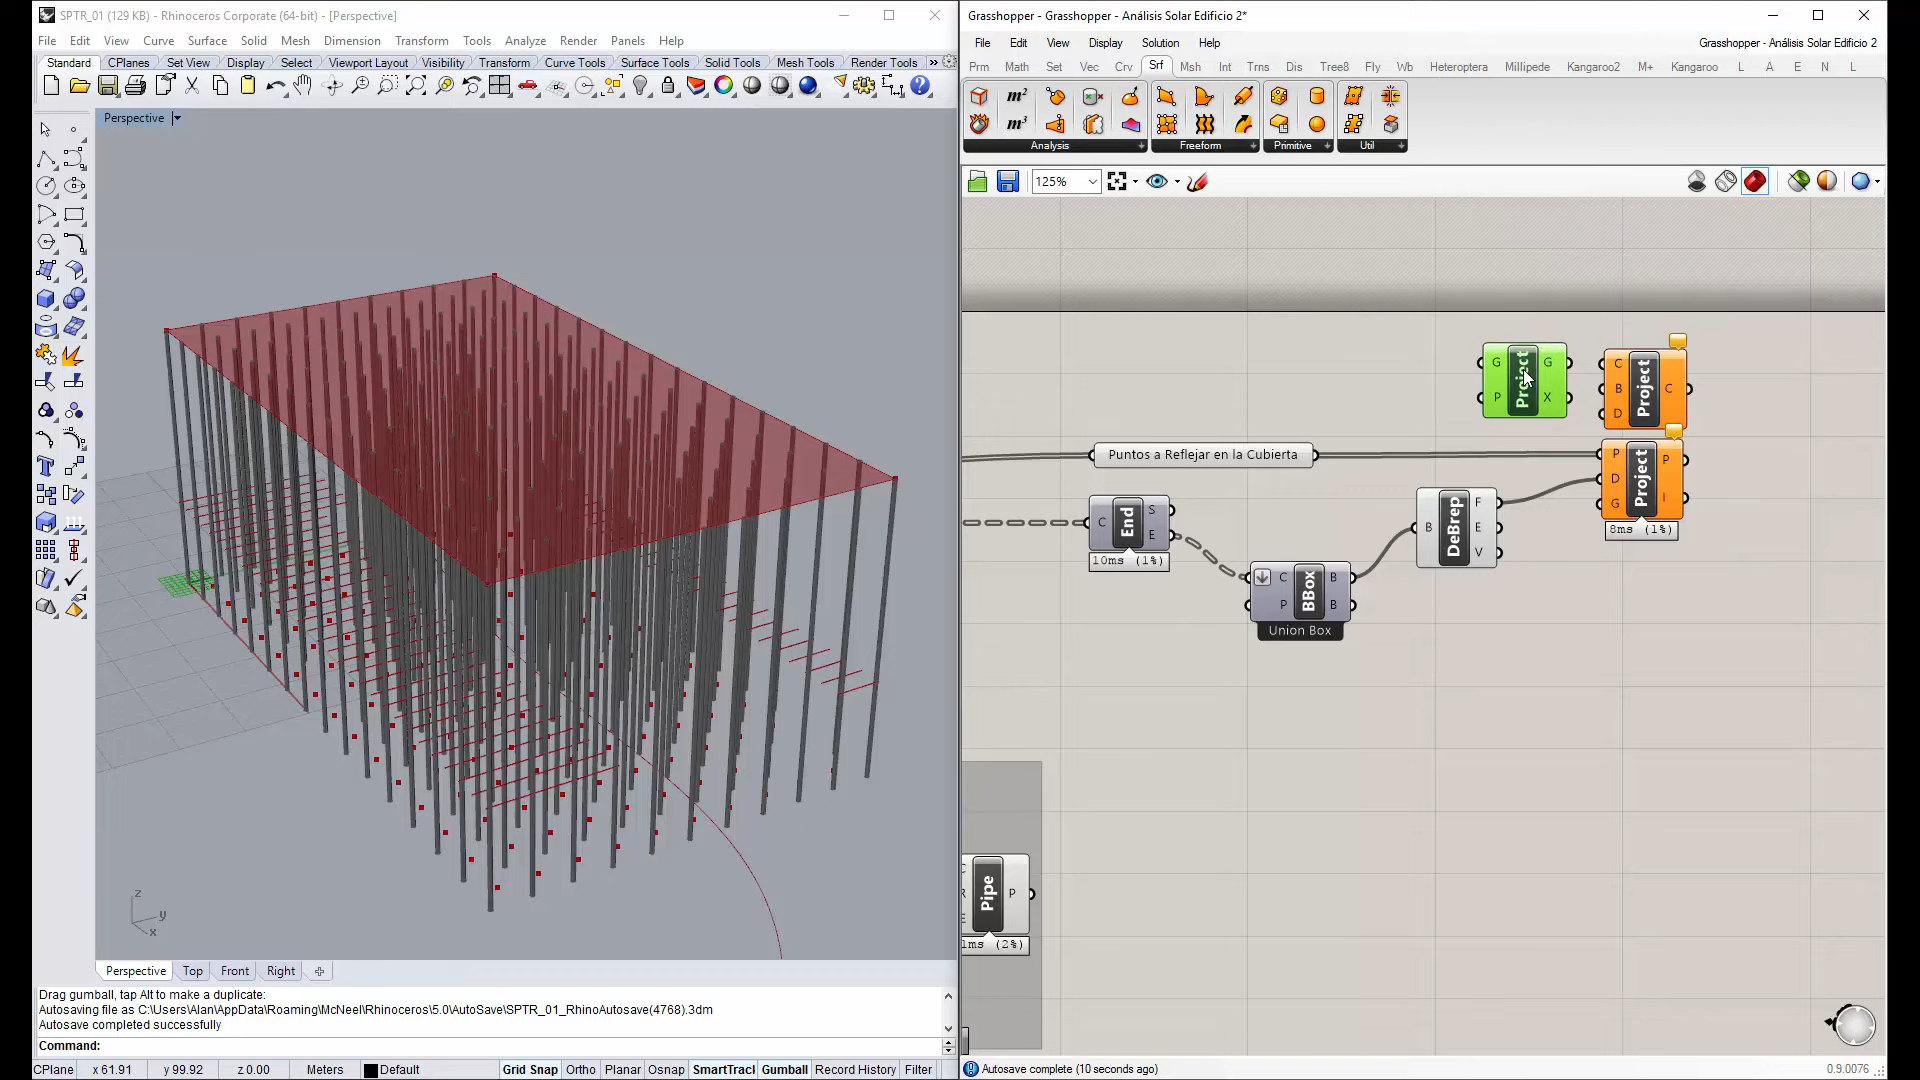 SPTR_01 (129 KB) - Rhinoceros Corporate (64-bit) - [Perspective]
File Edit View Curve Surface Solid Mesh Dimension Transform Tools Analyze Render Panels Help
Standard CPlanes Set View Display Select Viewport Layout Visibility Transform Curve Tools Surface Tools Solid Tools Mesh Tools Render Tools »
Perspective
z
y
x
Perspective Top Front Right
Drag gumball, tap Alt to make a duplicate:
Autosaving file as C:\Users\Alan\AppData\Roaming\McNeel\Rhinoceros\5.0\AutoSave\SPTR_01_RhinoAutosave(4768).3dm
Autosave completed successfully
Command:
CPlane x 61.91 y 99.92 z 0.00 Meters Default Grid Snap Ortho Planar Osnap SmartTrack Gumball Record History Filter
Grasshopper - Grasshopper - Análisis Solar Edificio 2*
File Edit View Display Solution Help
Grasshopper - Análisis Solar Edificio 2
Prm Math Set Vec Crv Srf Msh Int Trns Dis Tree8 Fly Wb Heteroptera Millipede Kangaroo2 M+ Kangaroo L A E N L
m²
m³
Analysis Freeform Primitive Util
125%
G Project G
P X
C Project C
B
D
Puntos a Reflejar en la Cubierta
P Project P
D
G I
8ms (1%)
C End S
E
10ms (1%)
B DeBrep F
E
V
C BBox B
P B
Union Box
Pipe P
R
E
1ms (2%)
Autosave complete (10 seconds ago)
0.9.0076